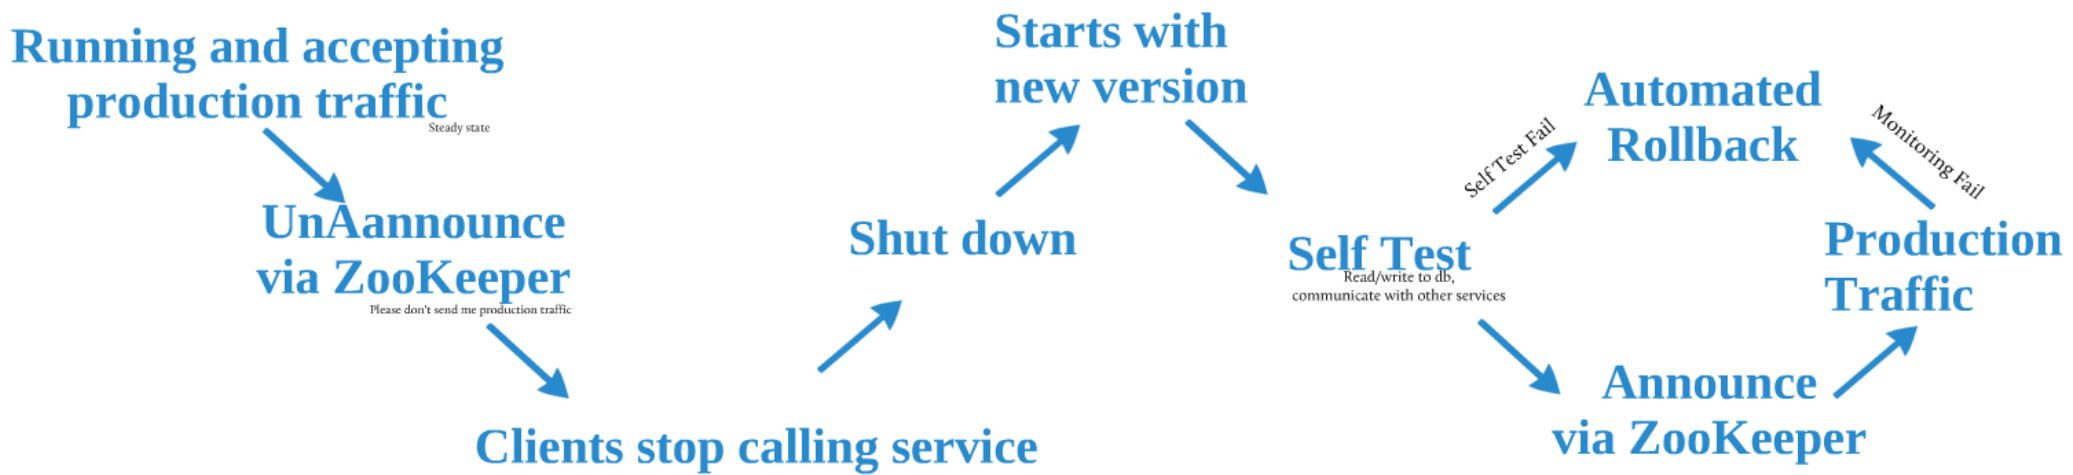 Running and accepting
production traffic
Steady state
UnAannounce
via ZooKeeper
Please don't send me production traffic
Clients stop calling service
Shut down
Starts with
new version
Self Test
Read/write to db,
communicate with other services
Self Test Fail
Automated
Rollback
Monitoring Fail
Production
Traffic
Announce
via ZooKeeper